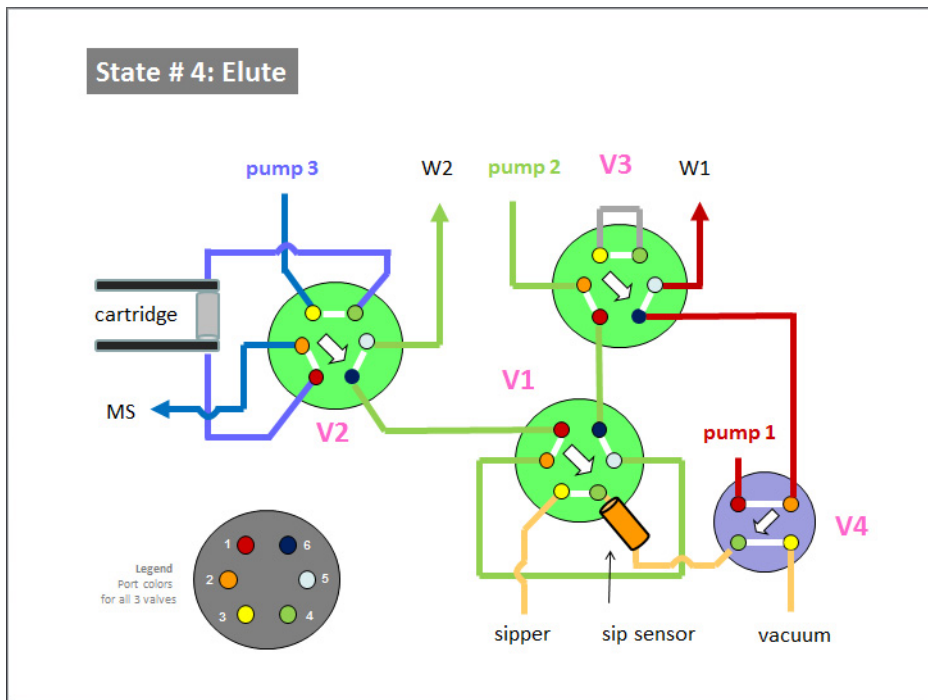 State # 4: Elute
pump 3
W2
pump 2
V3
W1
cartridge
MS
V2
V1
pump 1
V4
Legend
Port colors
for all 3 valves
1
6
2
5
3
4
sipper
sip sensor
vacuum